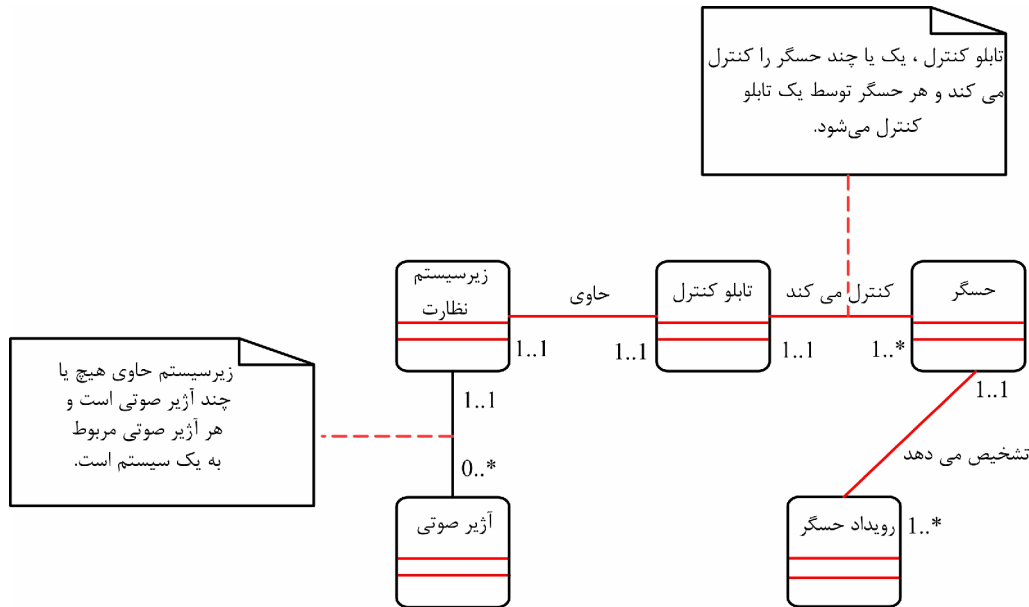 تابلو کنترل ، یک یا چند حسگر را کنترل
می کند و هر حسگر توسط یک تابلو
کنترل می‌شود.
حسگر
کنترل می کند
تابلو کنترل
حاوی
زیرسیستم
نظارت
1..*
1..1
1..1
1..1
زیرسیستم حاوی هیچ یا
چند آژیر صوتی است و
هر آژیر صوتی مربوط
به یک سیستم است.
1..1
1..1
تشخیص می دهد
0..*
آژیر صوتی
رویداد حسگر
1..*